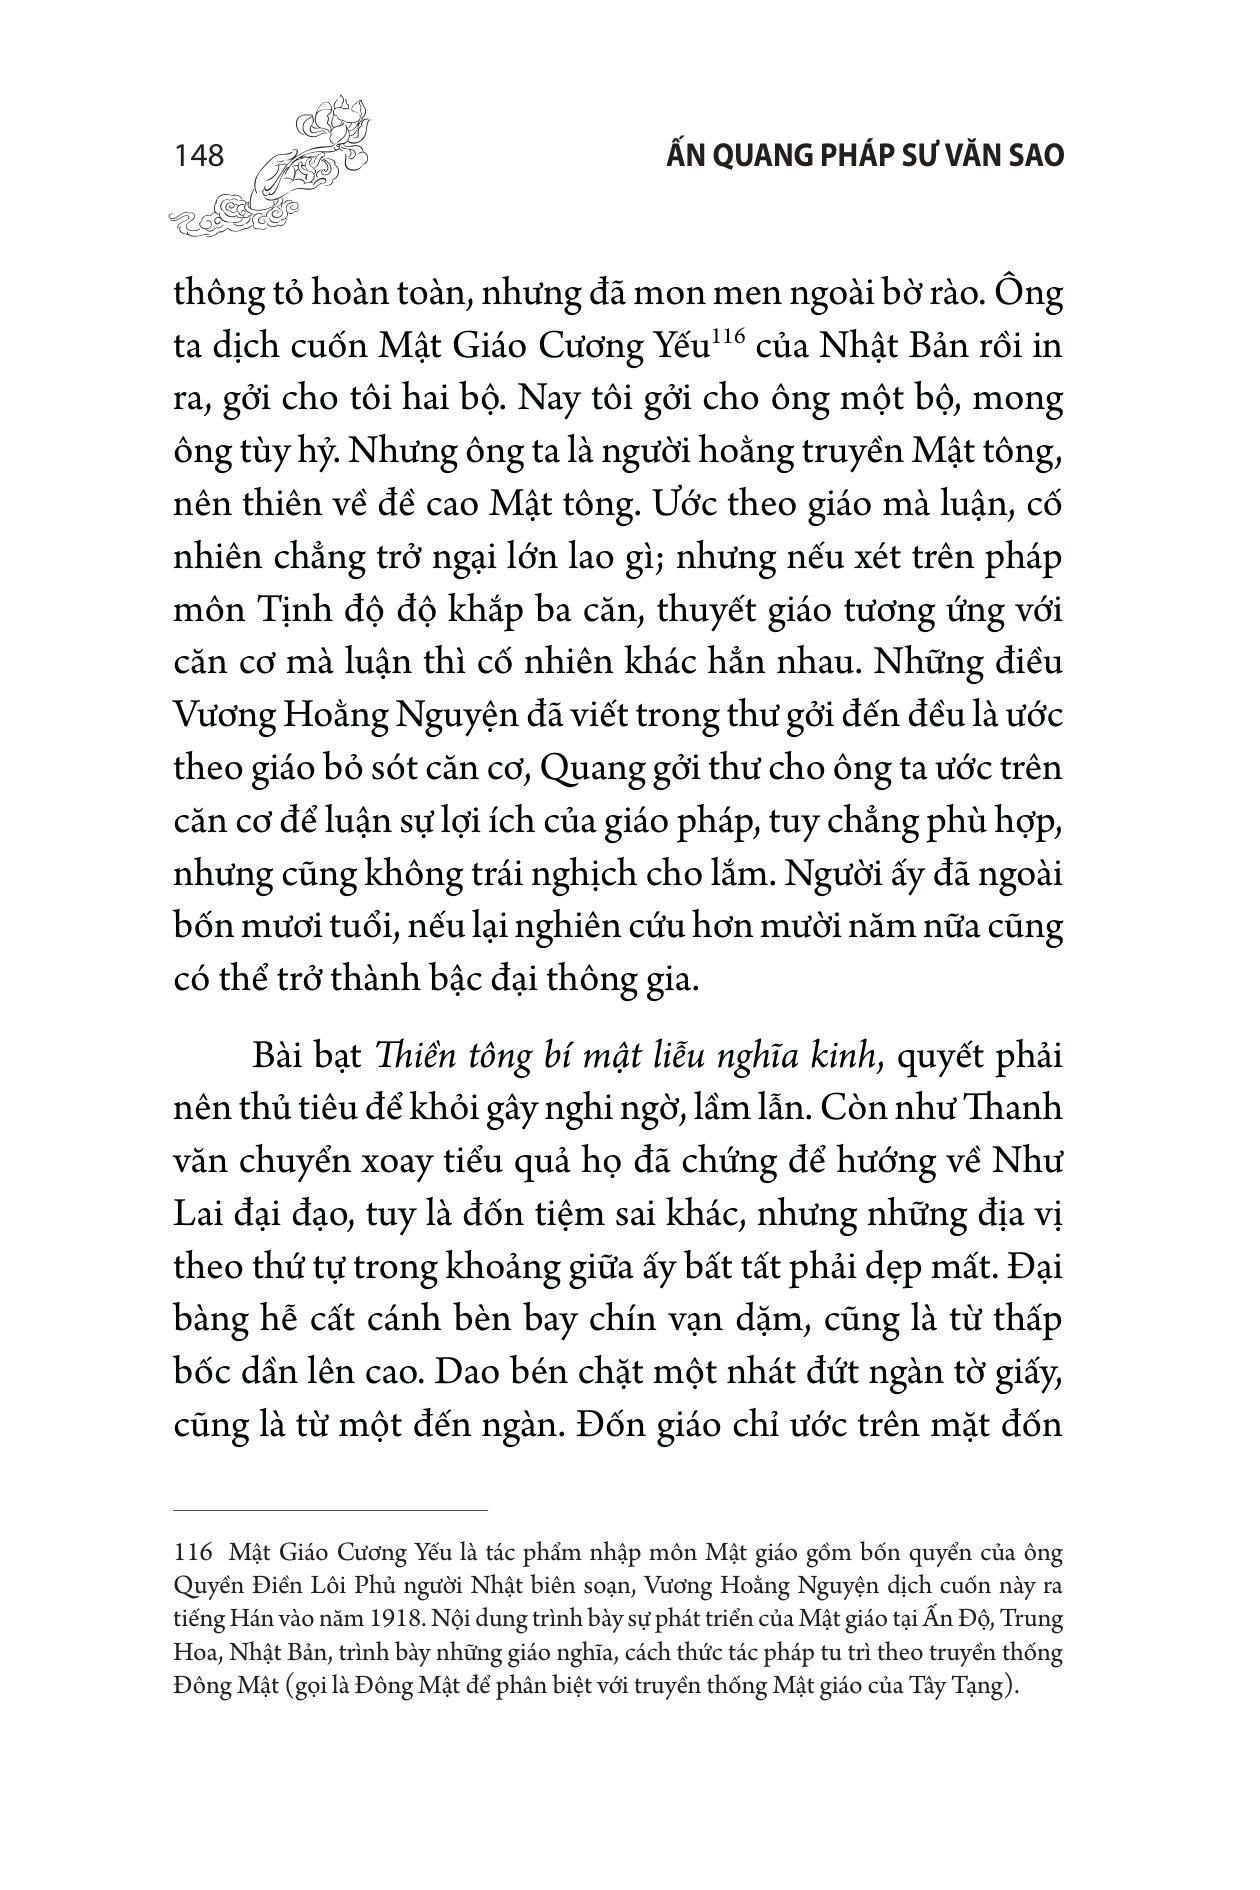 148
ẤN QUANG PHÁP SƯ VĂN SAO
thông tỏ hoàn toàn, nhưng đã mon men ngoài bờ rào. Ông
ta dịch cuốn Mật Giáo Cương Yếu116 của Nhật Bản rồi in
ra, gởi cho tôi hai bộ. Nay tôi gởi cho ông một bộ, mong
ông tùy hỷ. Nhưng ông ta là người hoằng truyền Mật tông,
nên thiên về đề cao Mật tông. Ước theo giáo mà luận, cố
nhiên chẳng trở ngại lớn lao gì; nhưng nếu xét trên pháp
môn Tịnh độ độ khắp ba căn, thuyết giáo tương ứng với
căn cơ mà luận thì cố nhiên khác hẳn nhau. Những điều
Vương Hoằng Nguyện đã viết trong thư gởi đến đều là ước
theo giáo bỏ sót căn cơ, Quang gởi thư cho ông ta ước trên
căn cơ để luận sự lợi ích của giáo pháp, tuy chẳng phù hợp,
nhưng cũng không trái nghịch cho lắm. Người ấy đã ngoài
bốn mươi tuổi, nếu lại nghiên cứu hơn mười năm nữa cũng
có thể trở thành bậc đại thông gia.
Bài bạt Thiền tông bí mật liễu nghĩa kinh, quyết phải
nên thủ tiêu để khỏi gây nghi ngờ, lầm lẫn. Còn như Thanh
văn chuyển xoay tiểu quả họ đã chứng để hướng về Như
Lai đại đạo, tuy là đốn tiệm sai khác, nhưng những địa vị
theo thứ tự trong khoảng giữa ấy bất tất phải dẹp mất. Đại
bàng hễ cất cánh bèn bay chín vạn dặm, cũng là từ thấp
bốc dần lên cao. Dao bén chặt một nhát đứt ngàn tờ giấy,
cũng là từ một đến ngàn. Đốn giáo chỉ ước trên mặt đốn
116 Mật Giáo Cương Yếu là tác phẩm nhập môn Mật giáo gồm bốn quyển của ông
Quyền Điền Lôi Phủ người Nhật biên soạn, Vương Hoằng Nguyện dịch cuốn này ra
tiếng Hán vào năm 1918. Nội dung trình bày sự phát triển của Mật giáo tại Ấn Độ, Trung
Hoa, Nhật Bản, trình bày những giáo nghĩa, cách thức tác pháp tu trì theo truyền thống
Đông Mật (gọi là Đông Mật để phân biệt với truyền thống Mật giáo của Tây Tạng).